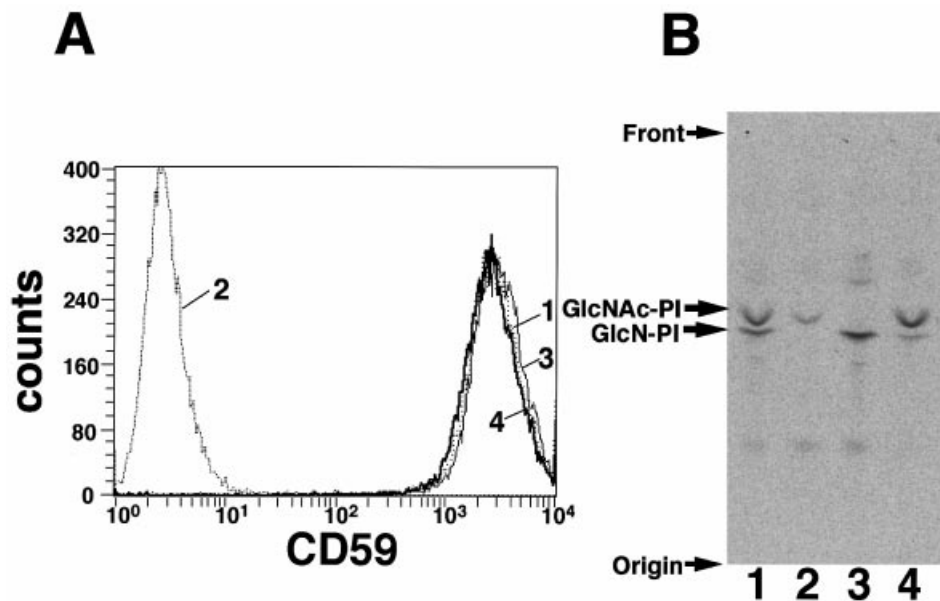 A
B
Front
400
320
240
160
80
0
counts
2
1
3
4
10⁰
10¹
10²
10³
10⁴
CD59
GlcNAc-PI
GlcN-PI
Origin
1 2 3 4